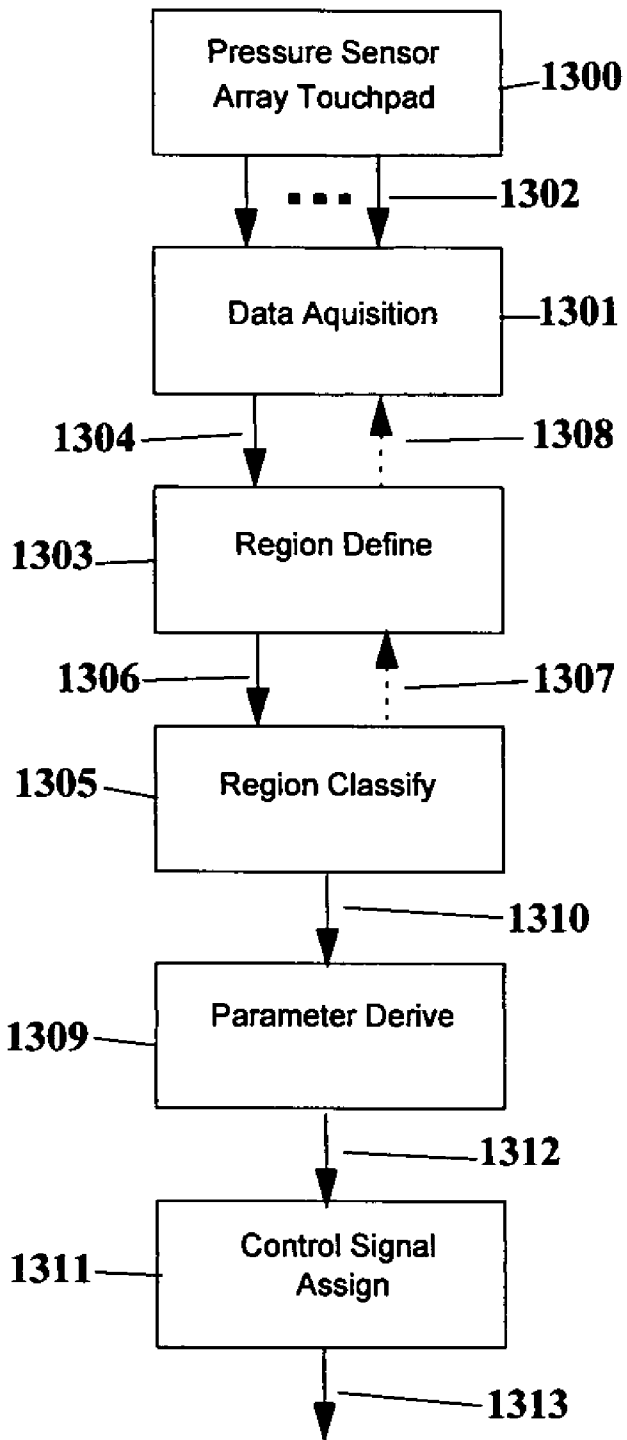 Pressure Sensor
Array Touchpad
1300
1302
Data Aquisition
1301
1304
1308
Region Define
1303
1306
1307
Region Classify
1305
1310
Parameter Derive
1309
1312
Control Signal
Assign
1311
1313